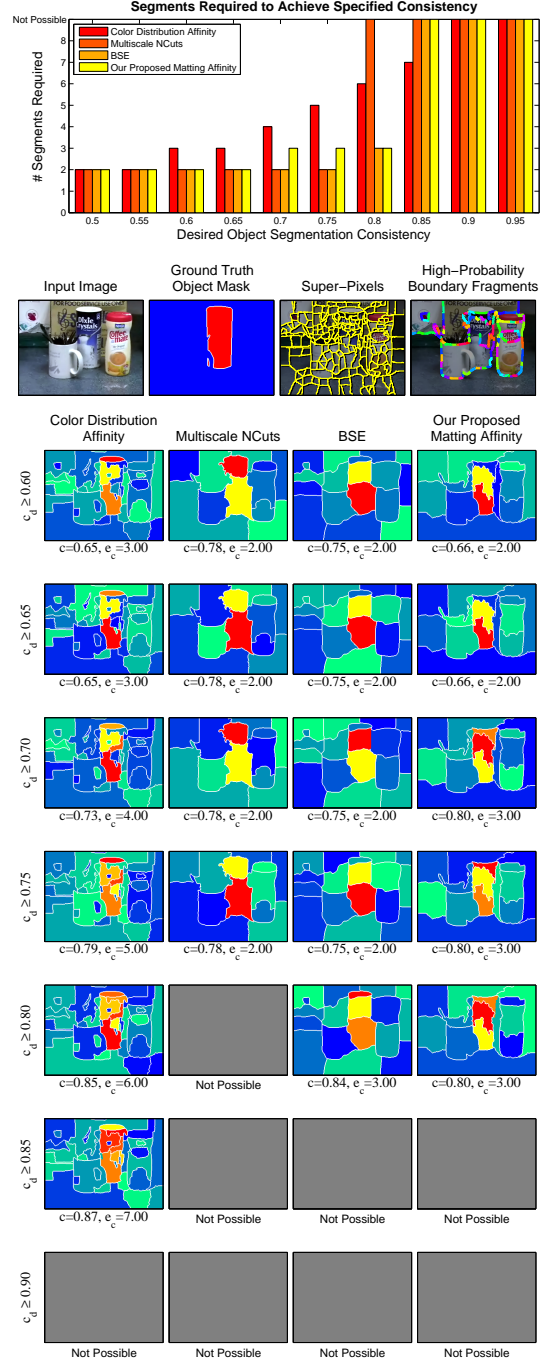 Segments Required to Achieve Specified Consistency
Not Possible
8
7
6
5
4
3
2
1
0
# Segments Required
Color Distribution Affinity
Multiscale NCuts
BSE
Our Proposed Matting Affinity
0.5 0.55 0.6 0.65 0.7 0.75 0.8 0.85 0.9 0.95
Desired Object Segmentation Consistency
Input Image
Ground Truth
Object Mask
Super-Pixels
High-Probability
Boundary Fragments
FOR FOOD SERVICE USE ONLY
Coffee-mate
Color Distribution
Affinity
Multiscale NCuts
BSE
Our Proposed
Matting Affinity
c_d ≥ 0.60
c=0.65, e_c=3.00 c=0.78, e_c=2.00 c=0.75, e_c=2.00 c=0.66, e_c=2.00
c_d ≥ 0.65
c=0.65, e_c=3.00 c=0.78, e_c=2.00 c=0.75, e_c=2.00 c=0.66, e_c=2.00
c_d ≥ 0.70
c=0.73, e_c=4.00 c=0.78, e_c=2.00 c=0.75, e_c=2.00 c=0.80, e_c=3.00
c_d ≥ 0.75
c=0.79, e_c=5.00 c=0.78, e_c=2.00 c=0.75, e_c=2.00 c=0.80, e_c=3.00
c_d ≥ 0.80
c=0.85, e_c=6.00 Not Possible c=0.84, e_c=3.00 c=0.80, e_c=3.00
c_d ≥ 0.85
c=0.87, e_c=7.00 Not Possible Not Possible Not Possible
c_d ≥ 0.90
Not Possible Not Possible Not Possible Not Possible